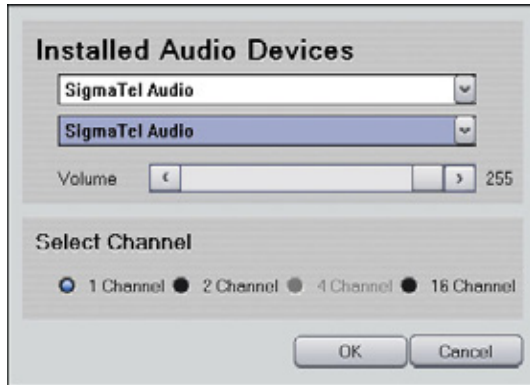 Installed Audio Devices
SigmaTel Audio
SigmaTel Audio
Volume 255
Select Channel
1 Channel 2 Channel 4 Channel 16 Channel
OK Cancel